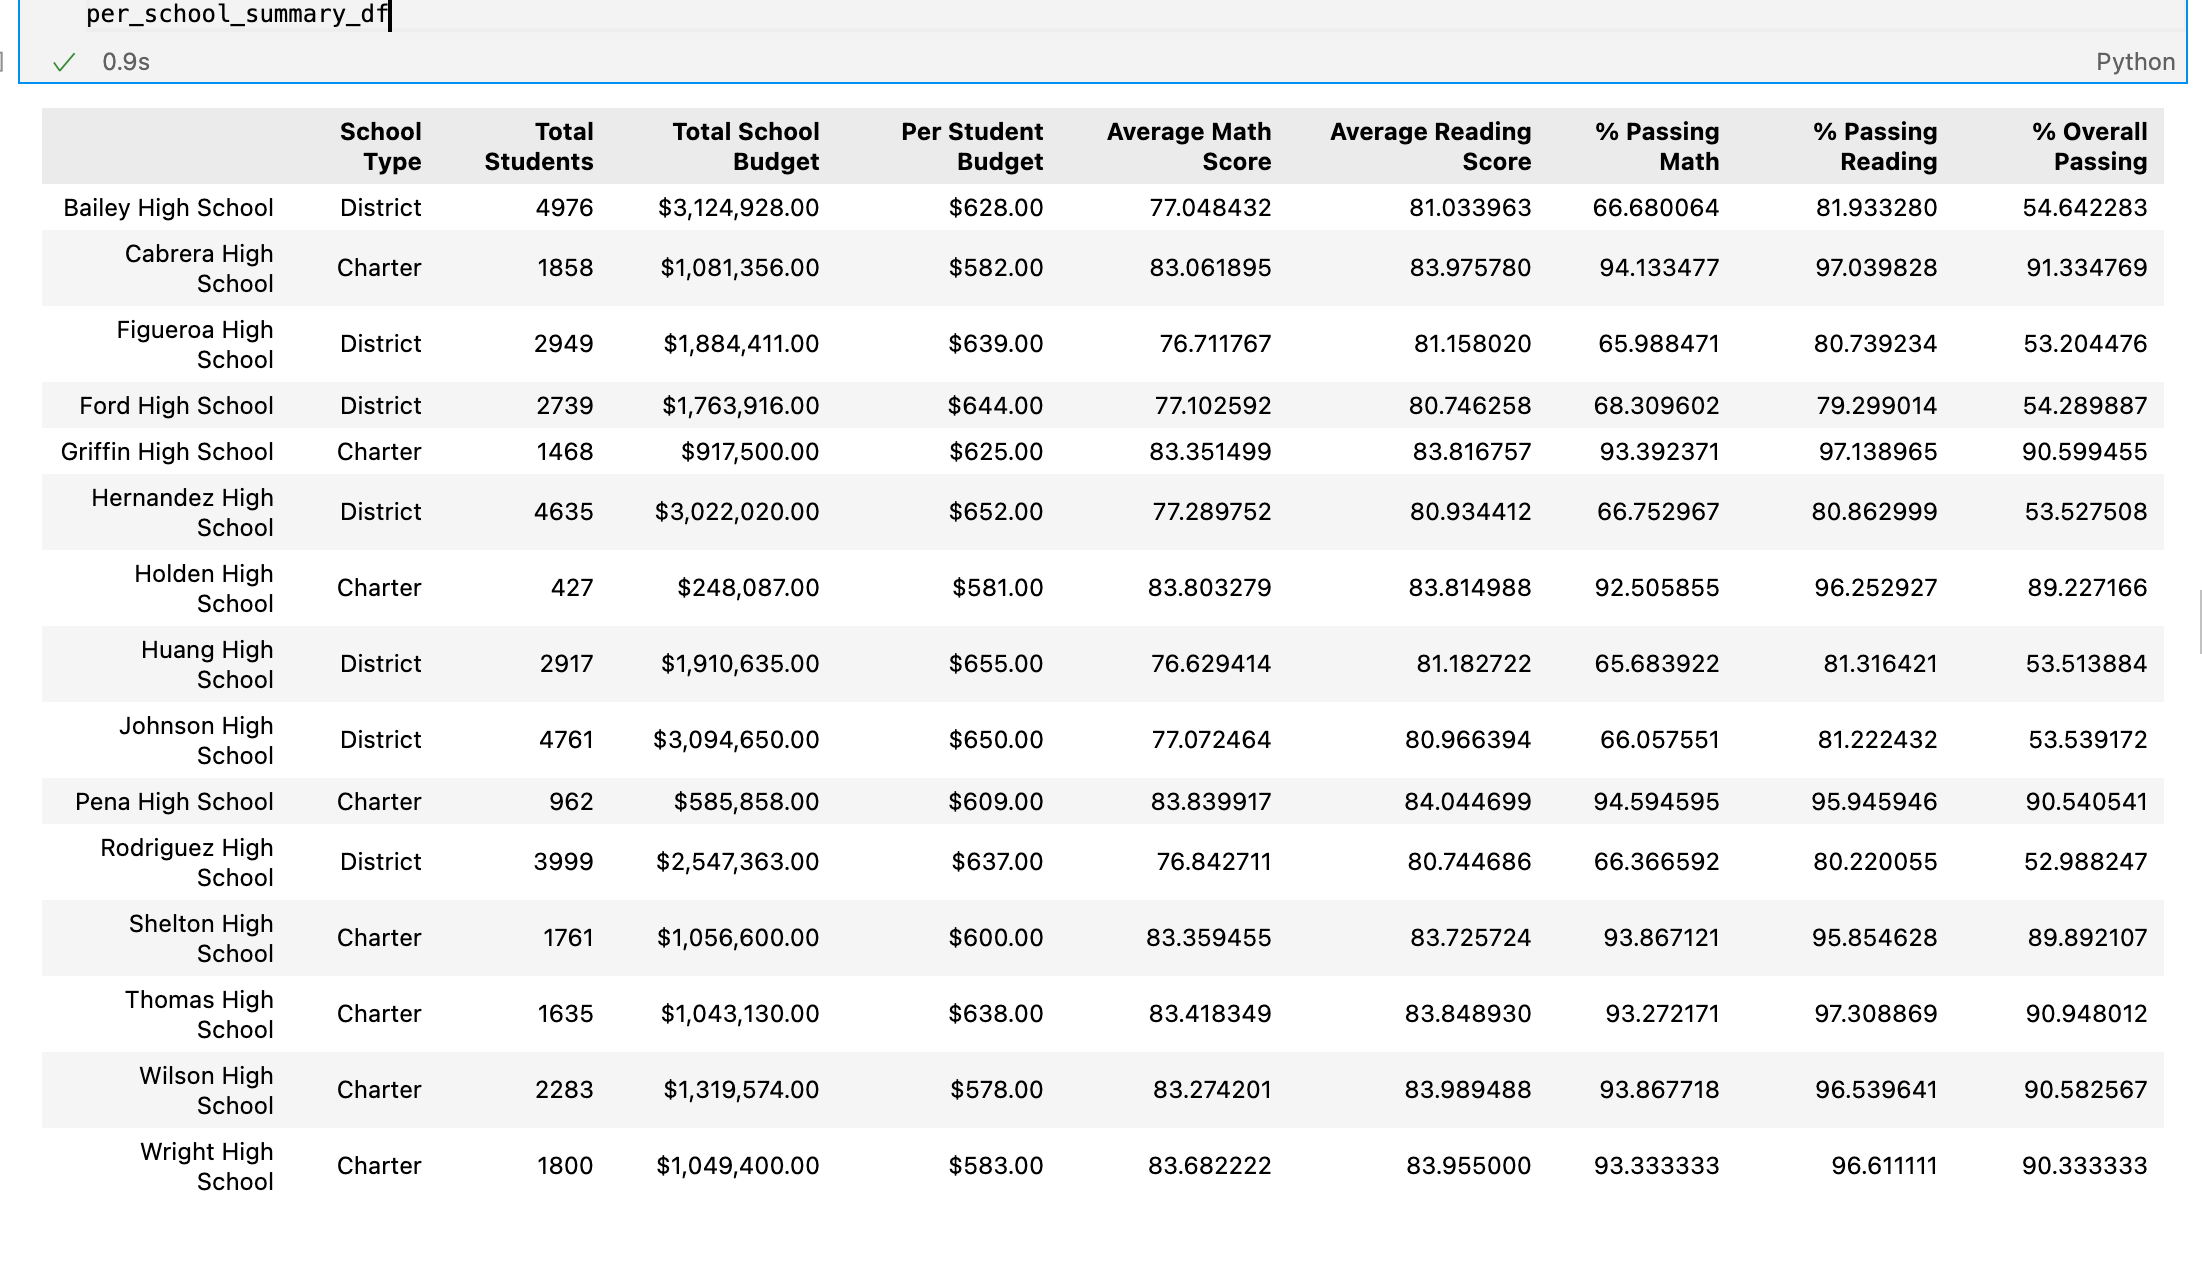 per_school_summary_df
0.9s Python
School Type Total Students Total School Budget Per Student Budget Average Math Score Average Reading Score % Passing Math % Passing Reading % Overall Passing
Bailey High School District 4976 $3,124,928.00 $628.00 77.048432 81.033963 66.680064 81.933280 54.642283
Cabrera High School Charter 1858 $1,081,356.00 $582.00 83.061895 83.975780 94.133477 97.039828 91.334769
Figueroa High School District 2949 $1,884,411.00 $639.00 76.711767 81.158020 65.988471 80.739234 53.204476
Ford High School District 2739 $1,763,916.00 $644.00 77.102592 80.746258 68.309602 79.299014 54.289887
Griffin High School Charter 1468 $917,500.00 $625.00 83.351499 83.816757 93.392371 97.138965 90.599455
Hernandez High School District 4635 $3,022,020.00 $652.00 77.289752 80.934412 66.752967 80.862999 53.527508
Holden High School Charter 427 $248,087.00 $581.00 83.803279 83.814988 92.505855 96.252927 89.227166
Huang High School District 2917 $1,910,635.00 $655.00 76.629414 81.182722 65.683922 81.316421 53.513884
Johnson High School District 4761 $3,094,650.00 $650.00 77.072464 80.966394 66.057551 81.222432 53.539172
Pena High School Charter 962 $585,858.00 $609.00 83.839917 84.044699 94.594595 95.945946 90.540541
Rodriguez High School District 3999 $2,547,363.00 $637.00 76.842711 80.744686 66.366592 80.220055 52.988247
Shelton High School Charter 1761 $1,056,600.00 $600.00 83.359455 83.725724 93.867121 95.854628 89.892107
Thomas High School Charter 1635 $1,043,130.00 $638.00 83.418349 83.848930 93.272171 97.308869 90.948012
Wilson High School Charter 2283 $1,319,574.00 $578.00 83.274201 83.989488 93.867718 96.539641 90.582567
Wright High School Charter 1800 $1,049,400.00 $583.00 83.682222 83.955000 93.333333 96.611111 90.333333